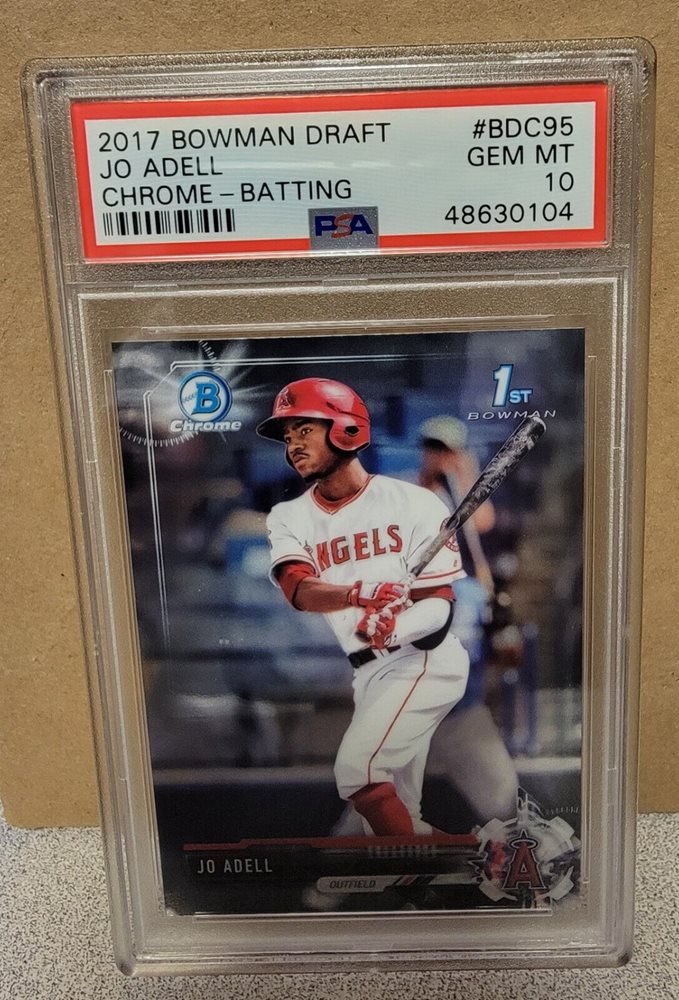 2017 BOWMAN DRAFT #BDC95
JO ADELL GEM MT
CHROME - BATTING 10
PSA 48630104
B
Chrome
1ST
BOWMAN
ANGELS
JO ADELL
OUTFIELD
A